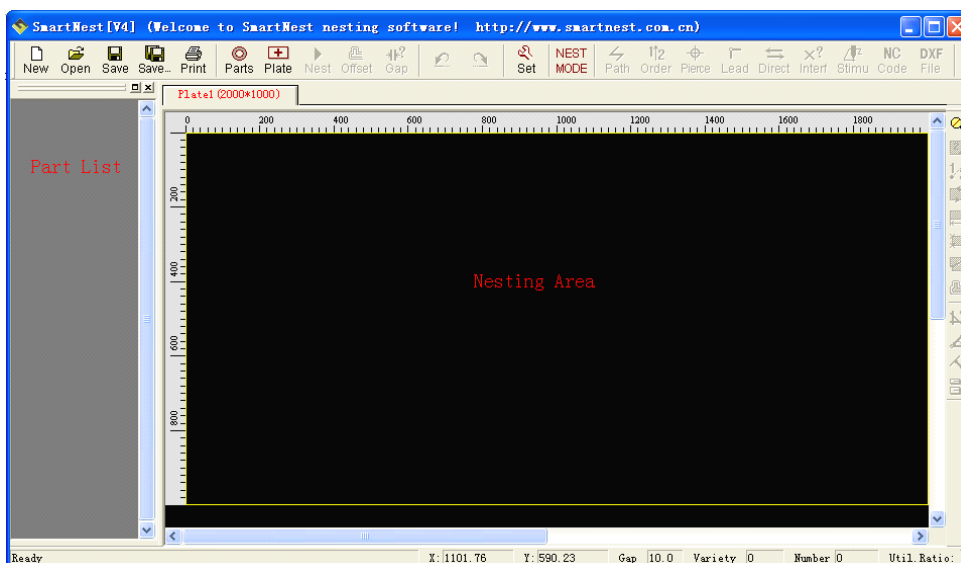 SmartNest[V4] (Welcome to SmartNest nesting software! http://www.smartnest.com.cn)
New Open Save Save... Print Parts Plate Nest Offset Gap Set NEST MODE Path Order Pierce Lead Direct Interf Stimu NC Code DXF File
Plate1(2000*1000)
0 200 400 600 800 1000 1200 1400 1600 1800
Part List
200
400
600
800
Nesting Area
Ready X: 1101.76 Y: 590.23 Gap 10.0 Variety 0 Number 0 Util.Ratio: